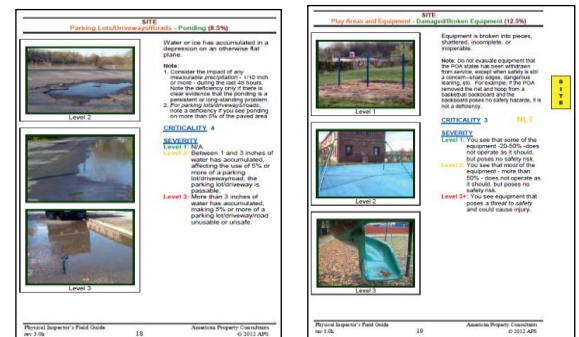 SITE
Parking Lots/Driveways/Roads - Ponding (8.5%)
Water or ice has accumulated in a
depression on an otherwise flat
plane.
Note:
1. Consider the impact of any
measurable precipitation - 1/10 inch
or more - during the last 48 hours.
Note the deficiency only if there is
clear evidence that the ponding is a
persistent or long-standing problem.
2. For parking lots/driveways/roads,
note a deficiency if you see ponding
on more than 5% of the paved area
CRITICALITY 4
SEVERITY
Level 1: N/A
Level 2: Between 1 and 3 inches of
water has accumulated,
affecting the use of 5% or
more of a parking
lot/driveway/road, the
parking lot/driveway is
passable.
Level 3: More than 3 inches of
water has accumulated,
making 5% or more of a
parking lot/driveway/road
unusable or unsafe.
Level 2
Level 3
Physical Inspector's Field Guide
rev 3.0k
18
American Property Consultants
© 2012 APS
SITE
Play Areas and Equipment - Damaged/Broken Equipment (12.5%)
Equipment is broken into pieces,
shattered, incomplete, or
inoperable.
Note: Do not evaluate equipment that
the POA states has been withdrawn
from service, except when safety is still
a concern—sharp edges, dangerous
leaning, etc. For example, if the POA
removed the net and hoop from a
basketball backboard and the
backboard poses no safety hazards, it is
not a deficiency.
CRITICALITY 3 NLT
SEVERITY
Level 1: You see that some of the
equipment -20-50% -does
not operate as it should,
but poses no safety risk.
Level 2: You see that most of the
equipment - more than
50% - does not operate as
it should, but poses no
safety risk.
Level 3+: You see equipment that
poses a threat to safety
and could cause injury.
Level 1
Level 2
Level 3
S
I
T
E
Physical Inspector's Field Guide
rev 3.0k
19
American Property Consultants
© 2012 APS